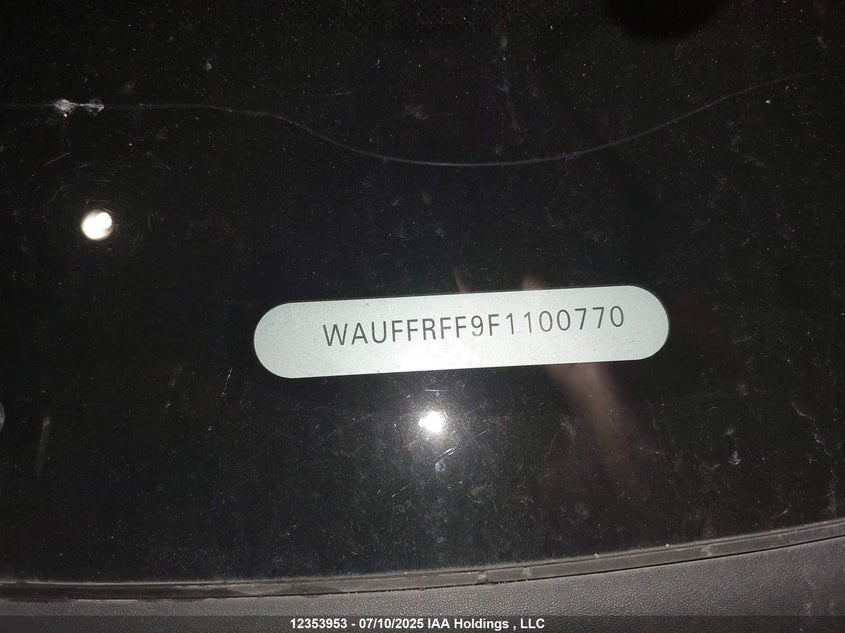 WAUFFRFF9F1100770
12353953 - 07/10/2025 IAA Holdings , LLC